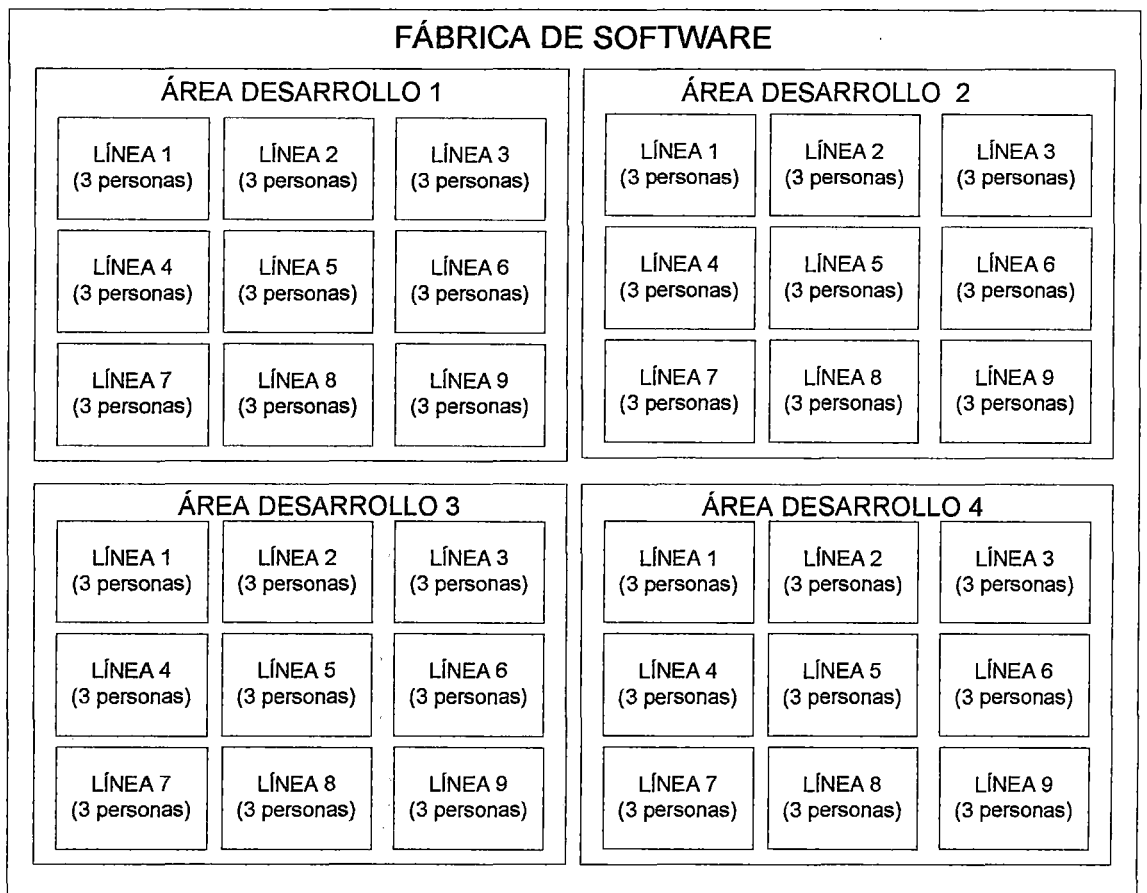 FÁBRICA DE SOFTWARE
ÁREA DESARROLLO 1
LÍNEA 1
(3 personas)
LÍNEA 2
(3 personas)
LÍNEA 3
(3 personas)
LÍNEA 4
(3 personas)
LÍNEA 5
(3 personas)
LÍNEA 6
(3 personas)
LÍNEA 7
(3 personas)
LÍNEA 8
(3 personas)
LÍNEA 9
(3 personas)
ÁREA DESARROLLO 2
LÍNEA 1
(3 personas)
LÍNEA 2
(3 personas)
LÍNEA 3
(3 personas)
LÍNEA 4
(3 personas)
LÍNEA 5
(3 personas)
LÍNEA 6
(3 personas)
LÍNEA 7
(3 personas)
LÍNEA 8
(3 personas)
LÍNEA 9
(3 personas)
ÁREA DESARROLLO 3
LÍNEA 1
(3 personas)
LÍNEA 2
(3 personas)
LÍNEA 3
(3 personas)
LÍNEA 4
(3 personas)
LÍNEA 5
(3 personas)
LÍNEA 6
(3 personas)
LÍNEA 7
(3 personas)
LÍNEA 8
(3 personas)
LÍNEA 9
(3 personas)
ÁREA DESARROLLO 4
LÍNEA 1
(3 personas)
LÍNEA 2
(3 personas)
LÍNEA 3
(3 personas)
LÍNEA 4
(3 personas)
LÍNEA 5
(3 personas)
LÍNEA 6
(3 personas)
LÍNEA 7
(3 personas)
LÍNEA 8
(3 personas)
LÍNEA 9
(3 personas)